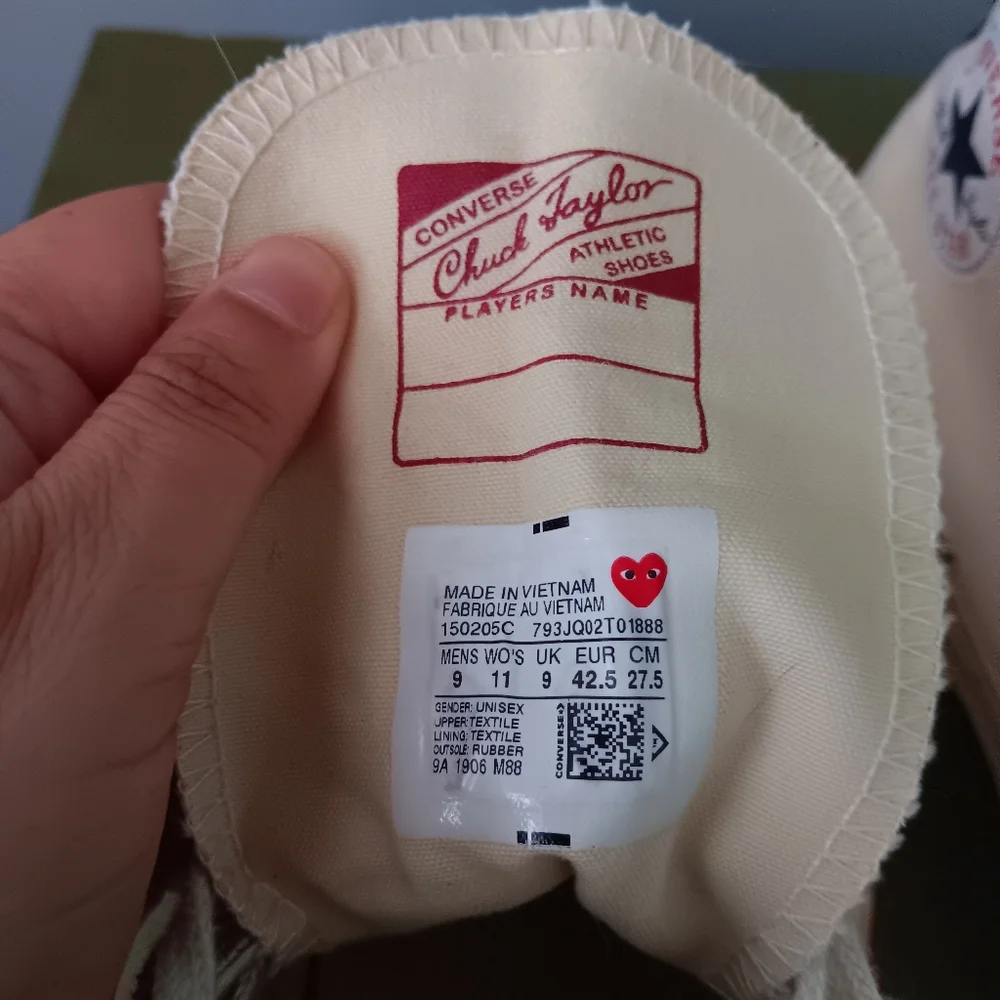 CONVERSE
Chuck Taylor
ATHLETIC
SHOES
PLAYERS NAME
MADE IN VIETNAM
FABRIQUE AU VIETNAM
150205C 793JQ02T01888
MENS WO'S UK EUR CM
9 11 9 42.5 27.5
GENDER: UNISEX
UPPER: TEXTILE
LINING: TEXTILE
OUTSOLE: RUBBER
9A 1906 M88
CONVERSE